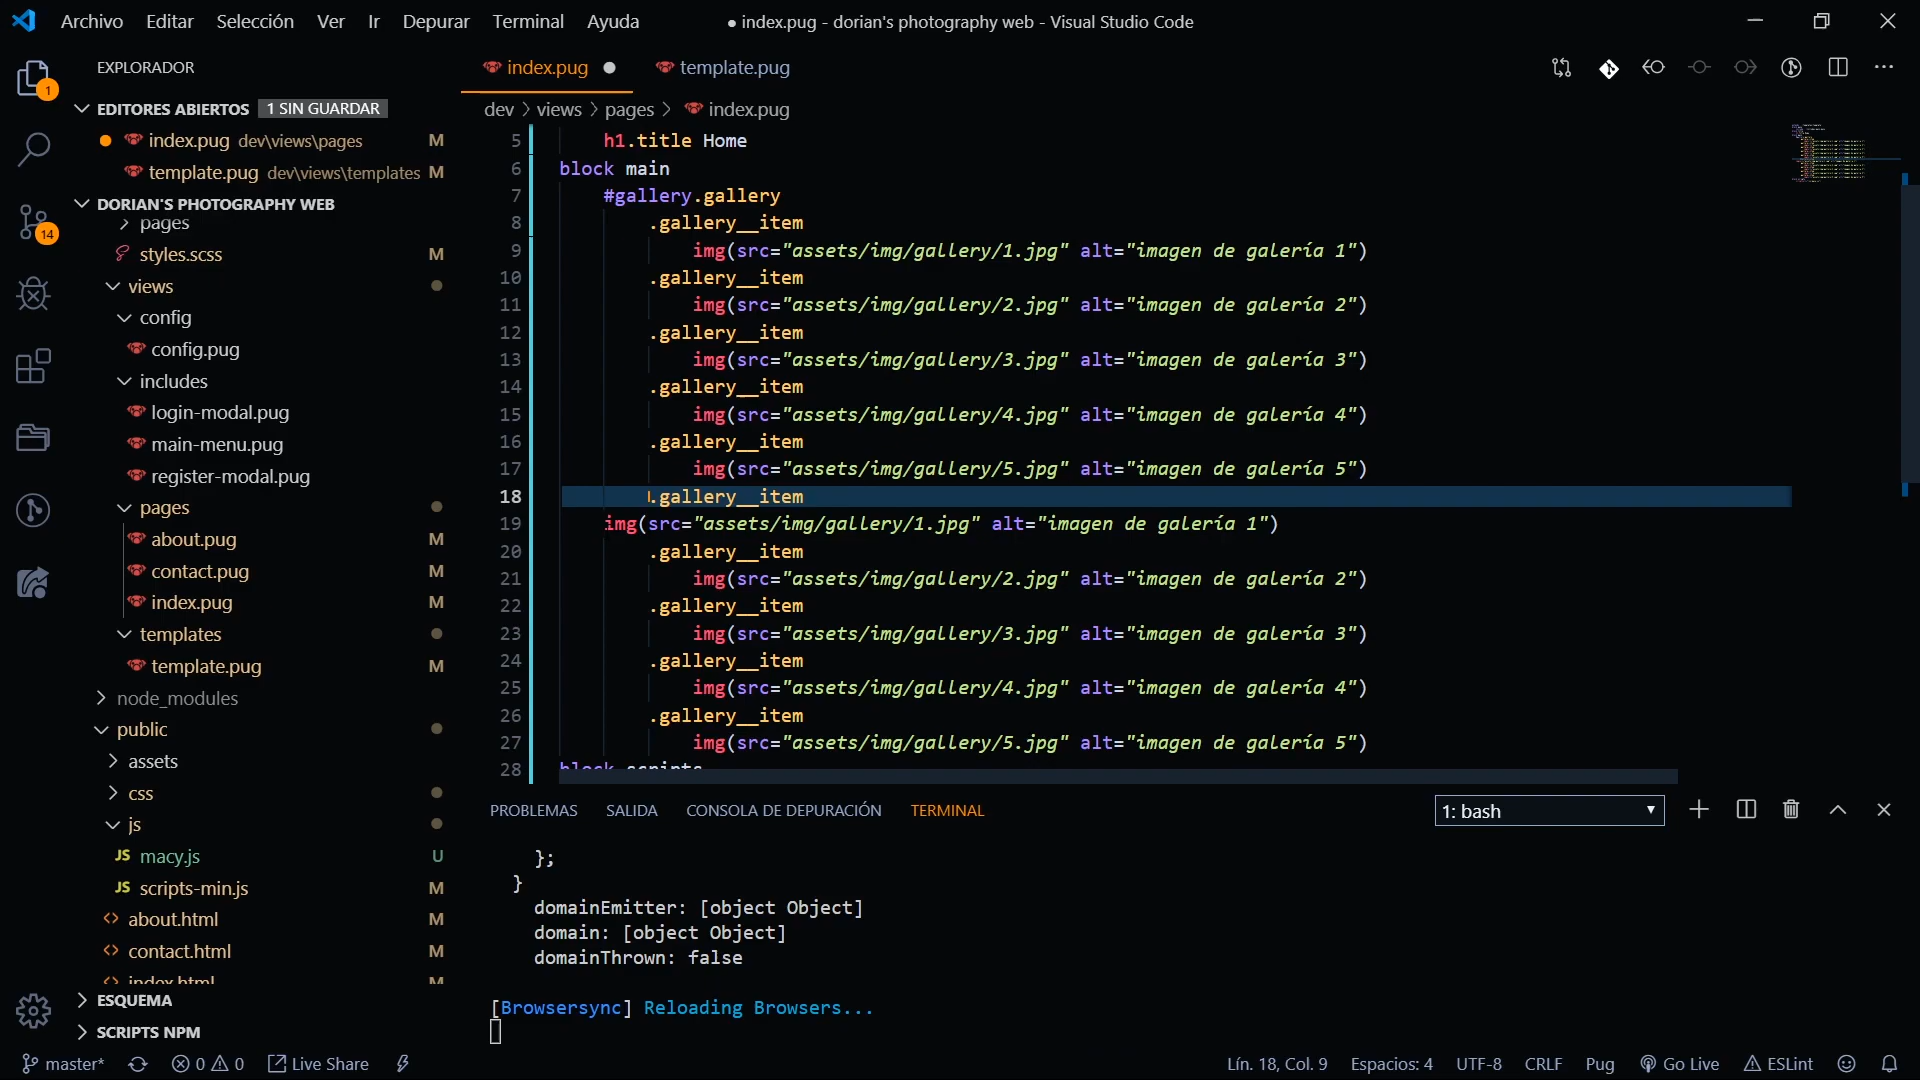 Archivo Editar Selección Ver Ir Depurar Terminal Ayuda
● index.pug - dorian's photography web - Visual Studio Code
EXPLORADOR
1
14
EDITORES ABIERTOS 1 SIN GUARDAR
index.pug dev\views\pages M
template.pug dev\views\templates M
DORIAN'S PHOTOGRAPHY WEB
pages
styles.scss M
views
config
config.pug
includes
login-modal.pug
main-menu.pug
register-modal.pug
pages
about.pug M
contact.pug M
index.pug M
templates
template.pug M
node_modules
public
assets
css
js
JS macy.js U
JS scripts-min.js M
about.html M
contact.html M
index.html M
ESQUEMA
SCRIPTS NPM
index.pug
template.pug
dev > views > pages > index.pug
5 h1.title Home
6 block main
7 #gallery.gallery
8 .gallery__item
9 img(src="assets/img/gallery/1.jpg" alt="imagen de galería 1")
10 .gallery__item
11 img(src="assets/img/gallery/2.jpg" alt="imagen de galería 2")
12 .gallery__item
13 img(src="assets/img/gallery/3.jpg" alt="imagen de galería 3")
14 .gallery__item
15 img(src="assets/img/gallery/4.jpg" alt="imagen de galería 4")
16 .gallery__item
17 img(src="assets/img/gallery/5.jpg" alt="imagen de galería 5")
18 .gallery__item
19 img(src="assets/img/gallery/1.jpg" alt="imagen de galería 1")
20 .gallery__item
21 img(src="assets/img/gallery/2.jpg" alt="imagen de galería 2")
22 .gallery__item
23 img(src="assets/img/gallery/3.jpg" alt="imagen de galería 3")
24 .gallery__item
25 img(src="assets/img/gallery/4.jpg" alt="imagen de galería 4")
26 .gallery__item
27 img(src="assets/img/gallery/5.jpg" alt="imagen de galería 5")
28 block scripts
PROBLEMAS SALIDA CONSOLA DE DEPURACIÓN TERMINAL 1: bash
};
}
domainEmitter: [object Object]
domain: [object Object]
domainThrown: false
[Browsersync] Reloading Browsers...
master* 0 0 Live Share Lín. 18, Col. 9 Espacios: 4 UTF-8 CRLF Pug Go Live ESLint